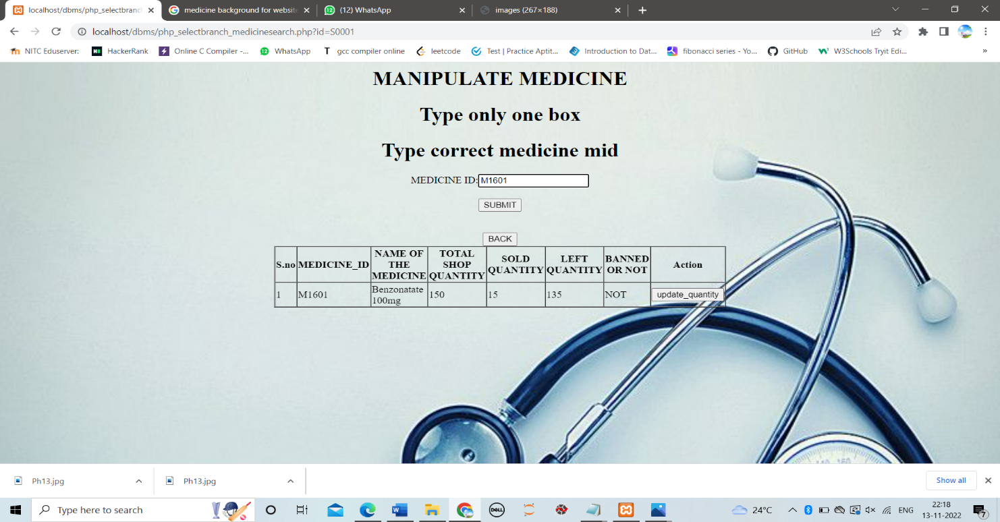 localhost/dbms/php_selectbranch
medicine background for website
(12) WhatsApp
images (267×188)
localhost/dbms/php_selectbranch_medicinesearch.php?id=S0001
NITC Eduserver: HackerRank Online C Compiler -... WhatsApp gcc compiler online leetcode Test | Practice Aptit... Introduction to Dat... fibonacci series - Yo... GitHub W3Schools Tryit Edi... »
MANIPULATE MEDICINE
Type only one box
Type correct medicine mid
MEDICINE ID: M1601
SUBMIT
BACK
S.no MEDICINE_ID NAME OF THE MEDICINE TOTAL SHOP QUANTITY SOLD QUANTITY LEFT QUANTITY BANNED OR NOT Action
1 M1601 Benzonatate 100mg 150 15 135 NOT update_quantity
Ph13.jpg Ph13.jpg Show all
Type here to search DELL 24°C ENG 22:18
13-11-2022 7